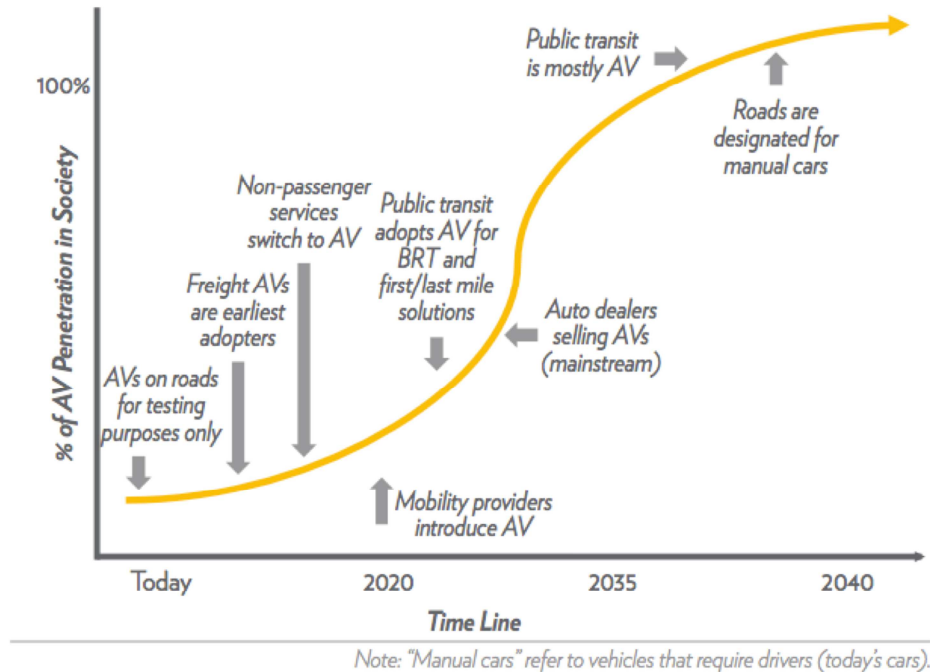 100%
% of AV Penetration in Society
AVs on roads
for testing
purposes only
Freight AVs
are earliest
adopters
Non-passenger
services
switch to AV
Mobility providers
introduce AV
Public transit
adopts AV for
BRT and
first/last mile
solutions
Auto dealers
selling AVs
(mainstream)
Public transit
is mostly AV
Roads are
designated for
manual cars
Today
2020
2035
2040
Time Line
Note: "Manual cars" refer to vehicles that require drivers (today's cars).